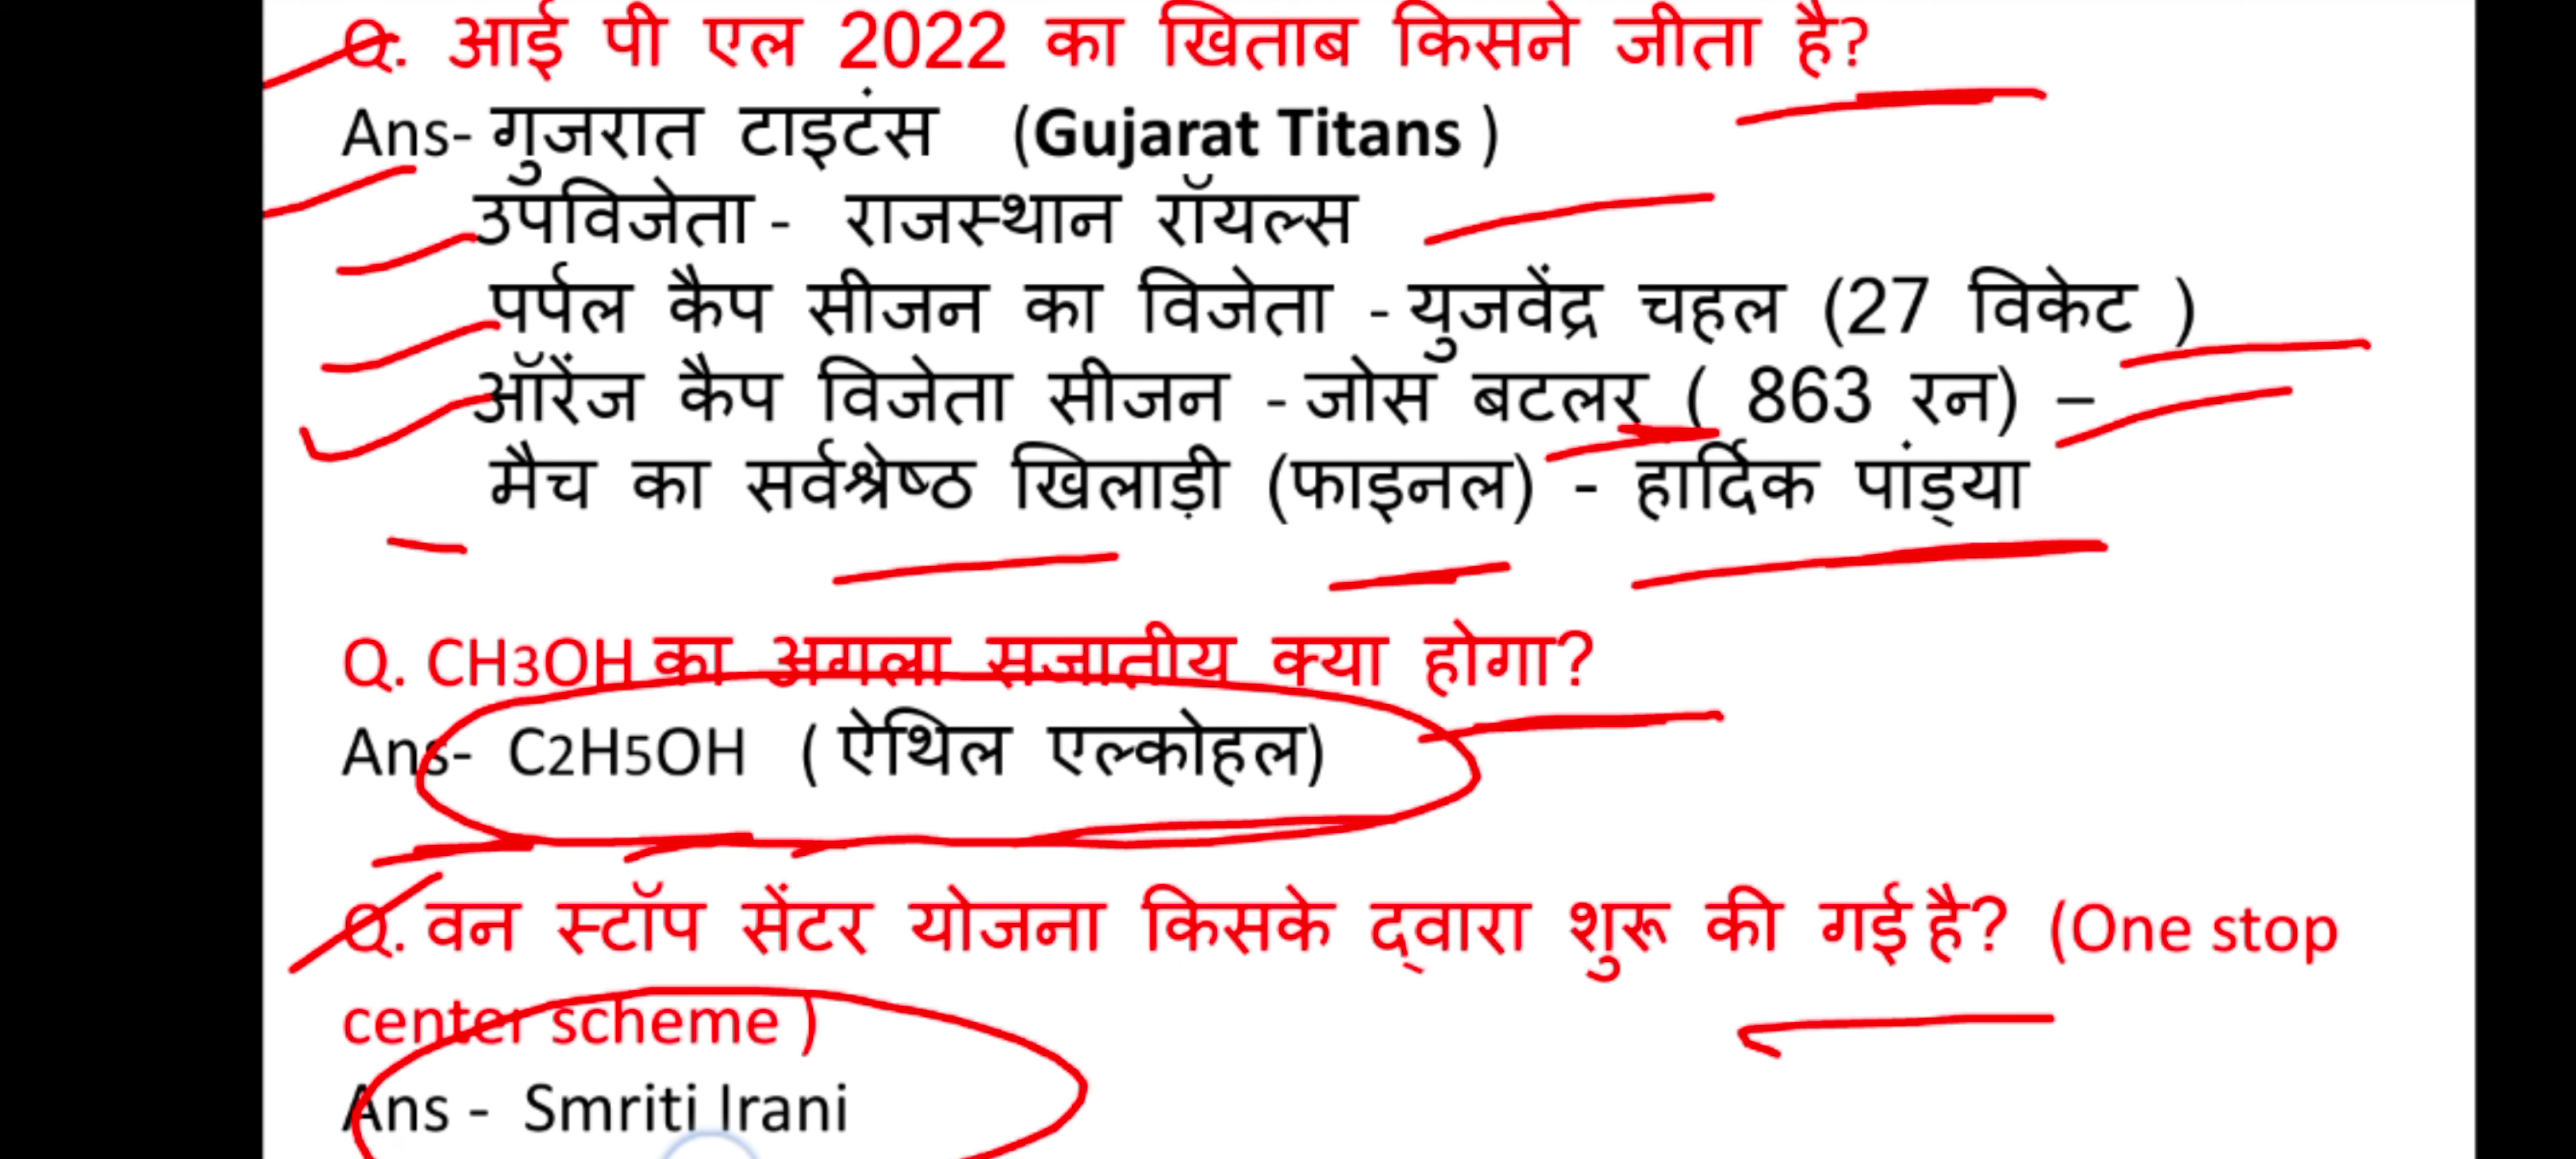 Q. आई पी एल 2022 का खिताब किसने जीता है?
Ans- गुजरात टाइटंस (Gujarat Titans )
उपविजेता - राजस्थान रॉयल्स
पर्पल कैप सीजन का विजेता - युजवेंद्र चहल (27 विकेट )
ऑरेंज कैप विजेता सीजन - जोस बटलर ( 863 रन) –
मैच का सर्वश्रेष्ठ खिलाड़ी (फाइनल) - हार्दिक पांड्या
Q. CH3OH का अगला सजातीय क्या होगा?
Ans- C2H5OH ( ऐथिल एल्कोहल)
Q. वन स्टॉप सेंटर योजना किसके द्वारा शुरू की गई है? (One stop
center scheme )
Ans - Smriti Irani